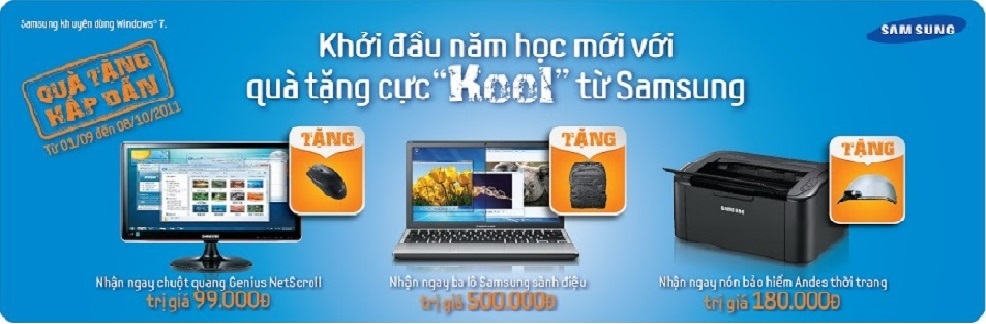 Samsung khuyên dùng Windows® 7.
SAMSUNG
QUÀ TẶNG
HẤP DẪN
Từ 01/09 đến 08/10/2011
Khởi đầu năm học mới với
quà tặng cực "Kool" từ Samsung
TẶNG
TẶNG
TẶNG
SAMSUNG
SAMSUNG
Nhận ngay chuột quang Genius NetScroll
trị giá 99.000Đ
Nhận ngay ba lô Samsung sành điệu
trị giá 500.000Đ
Nhận ngay nón bảo hiểm Andes thời trang
trị giá 180.000Đ